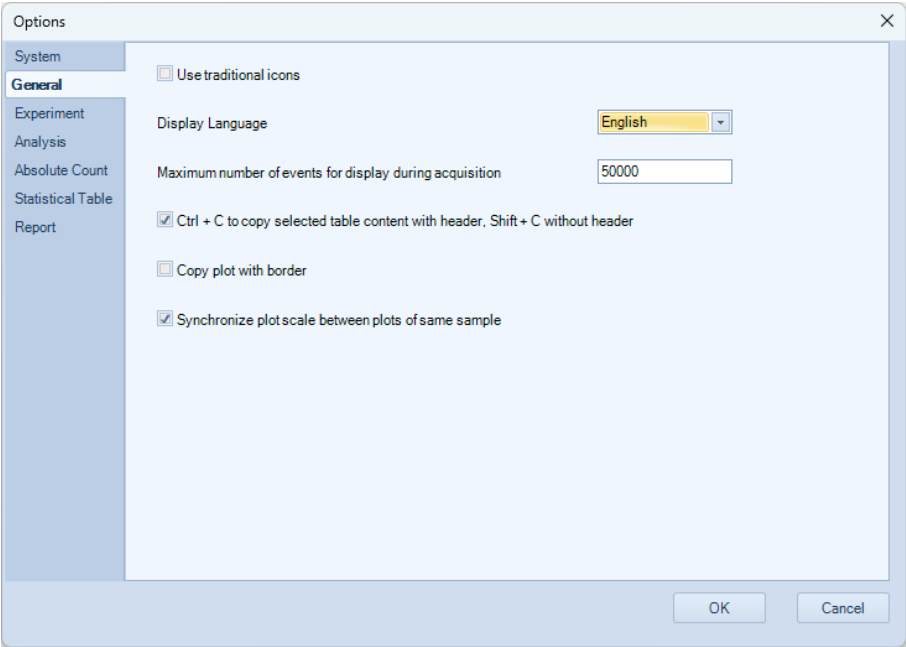 Options
System
General
Experiment
Analysis
Absolute Count
Statistical Table
Report
Use traditional icons
Display Language
English
Maximum number of events for display during acquisition
50000
Ctrl + C to copy selected table content with header, Shift + C without header
Copy plot with border
Synchronize plot scale between plots of same sample
OK
Cancel